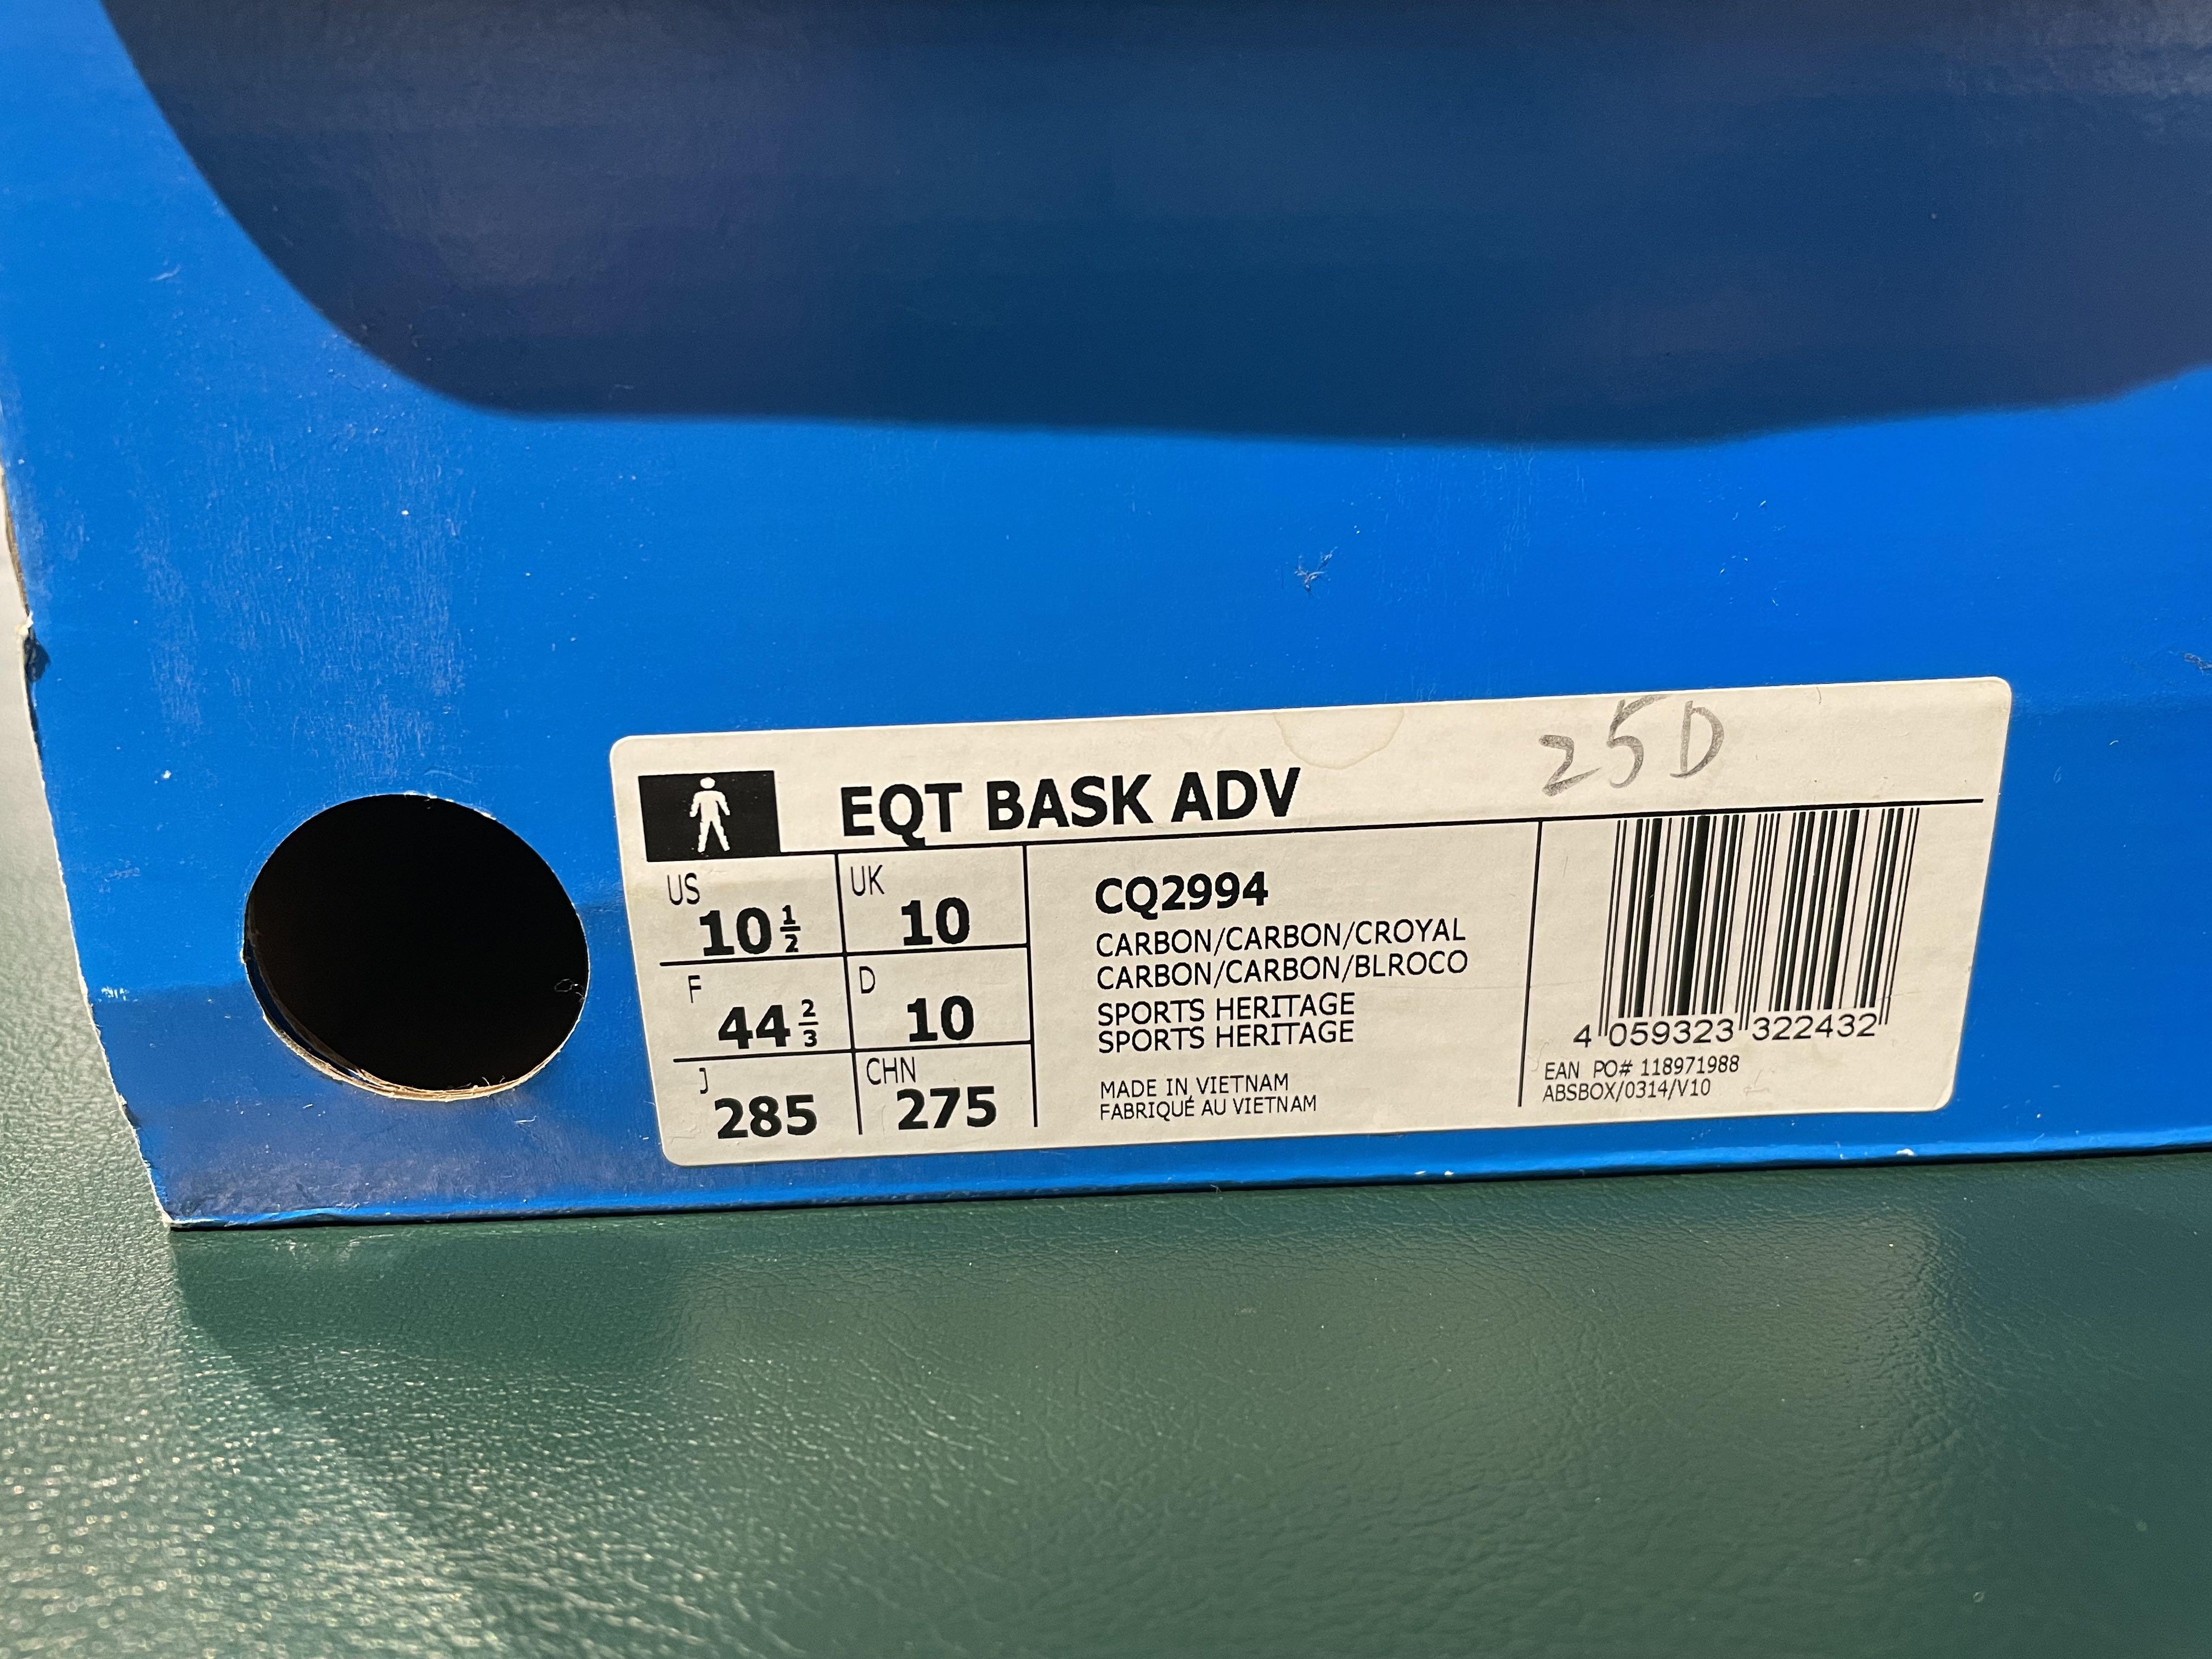 25D
EQT BASK ADV
US 10½ UK 10
F 44⅔ D 10
J 285 CHN 275
CQ2994
CARBON/CARBON/CROYAL
CARBON/CARBON/BLROCO
SPORTS HERITAGE
SPORTS HERITAGE
MADE IN VIETNAM
FABRIQUÉ AU VIETNAM
4 059323 322432
EAN PO# 118971988
ABSBOX/0314/V10